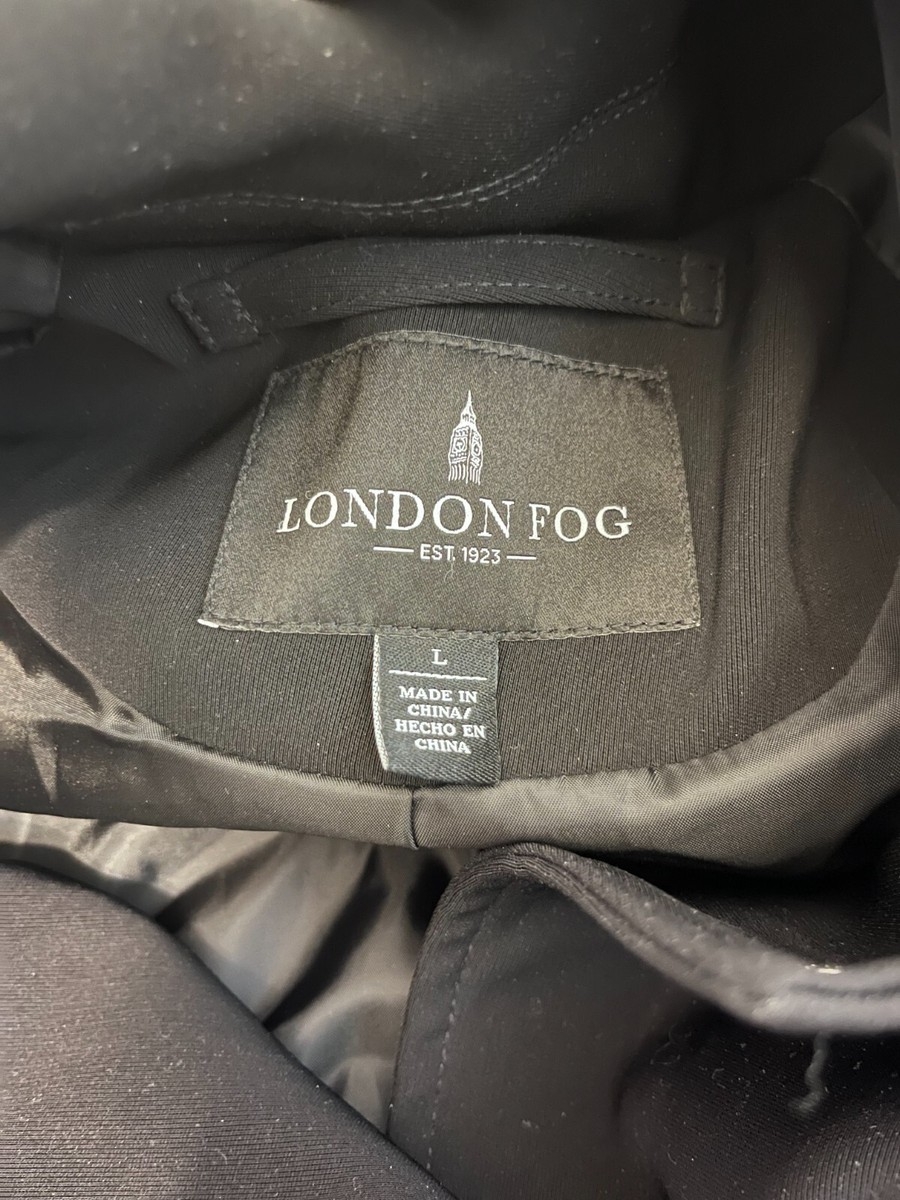 LONDON FOG
EST. 1923
L
MADE IN
CHINA/
HECHO EN
CHINA